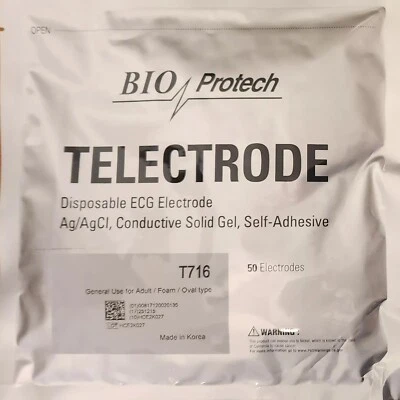 OPEN
BIO Protech
TELECTRODE
Disposable ECG Electrode
Ag/AgCl, Conductive Solid Gel, Self-Adhesive
T716
50 Electrodes
General Use for Adult / Foam / Oval type
Made in Korea
WARNING